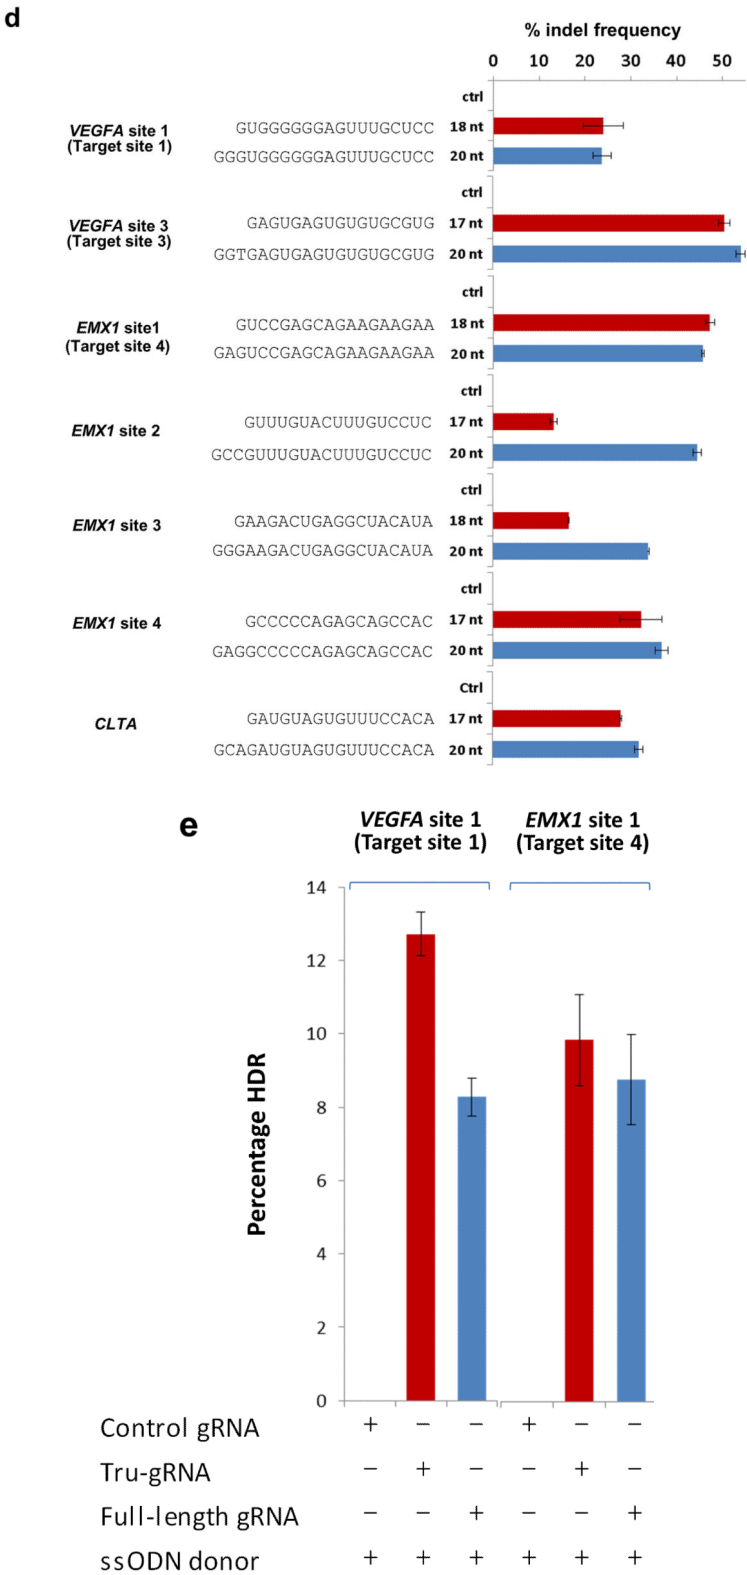 d
% indel frequency
0 10 20 30 40 50
ctrl
VEGFA site 1
(Target site 1)
GUGGGGGGAGUUUGCUCC 18 nt
GGGUGGGGGGAGUUUGCUCC 20 nt
ctrl
VEGFA site 3
(Target site 3)
GAGUGAGUGUGUGCGUG 17 nt
GGTGAGUGAGUGUGUGCGUG 20 nt
ctrl
EMX1 site1
(Target site 4)
GUCCGAGCAGAAGAAGAA 18 nt
GAGUCCGAGCAGAAGAAGAA 20 nt
ctrl
EMX1 site 2
GUUUGUACUUUGUCCUC 17 nt
GCCGUUUGUACUUUGUCCUC 20 nt
ctrl
EMX1 site 3
GAAGACUGAGGCUACAUA 18 nt
GGGAAGACUGAGGCUACAUA 20 nt
ctrl
EMX1 site 4
GCCCCCAGAGCAGCCAC 17 nt
GAGGCCCCCAGAGCAGCCAC 20 nt
Ctrl
CLTA
GAUGUAGUGUUUCCACA 17 nt
GCAGAUGUAGUGUUUCCACA 20 nt
e
VEGFA site 1 EMX1 site 1
(Target site 1) (Target site 4)
Percentage HDR
14
12
10
8
6
4
2
0
Control gRNA + – – + – –
Tru-gRNA – + – – + –
Full-length gRNA – – + – – +
ssODN donor + + + + + +